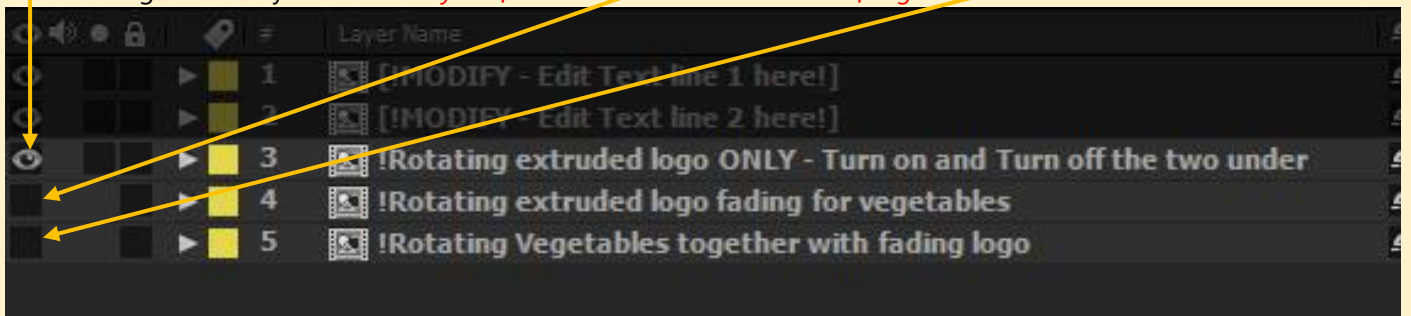 # Layer Name
1 [!MODIFY - Edit Text line 1 here!]
2 [!MODIFY - Edit Text line 2 here!]
3 !Rotating extruded logo ONLY - Turn on and Turn off the two under
4 !Rotating extruded logo fading for vegetables
5 !Rotating Vegetables together with fading logo